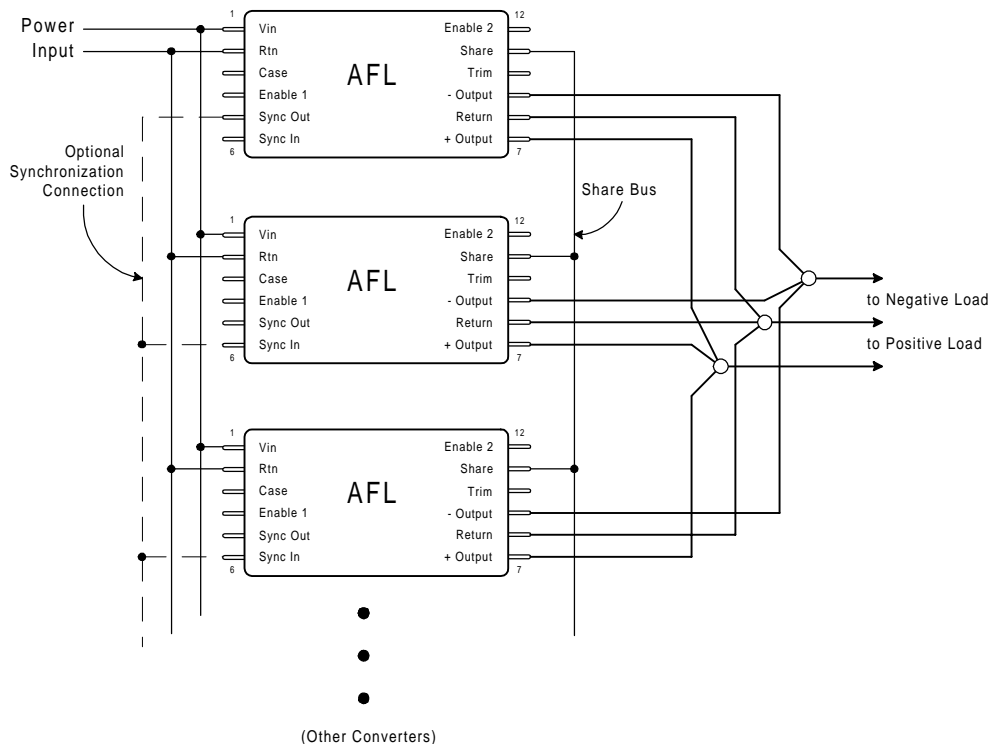 Power
Input
Optional
Synchronization
Connection
1
12
Vin
Enable 2
Rtn
Share
Case
AFL
Trim
Enable 1
- Output
Sync Out
Return
Sync In
+ Output
6
7
Share Bus
1
12
Vin
Enable 2
Rtn
Share
Case
AFL
Trim
Enable 1
- Output
Sync Out
Return
Sync In
+ Output
6
7
to Negative Load
to Positive Load
1
12
Vin
Enable 2
Rtn
Share
Case
AFL
Trim
Enable 1
- Output
Sync Out
Return
Sync In
+ Output
6
7
(Other Converters)